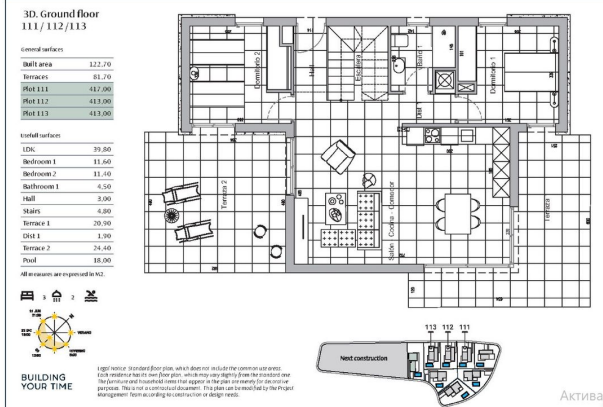 3D. Ground floor
111 / 112 /113
General surfaces
Built area 122.70
Terraces 81.70
Plot 111 417,00
Plot 112 413,00
Plot 113 413,00
Usefull surfaces
LDK 39,80
Bedroom 1 11,60
Bedroom 2 11,40
Bathroom 1 4,50
Hall 3,00
Stairs 4,80
Terrace 1 20,90
Dist 1 1,90
Terrace 2 24,40
Pool 18,00
All measures are expressed in M2.
3 2
Dormitorio 2
Hall
Escalera
Baño 1
Dormitorio 1
Dist 1
Terraza 2
Salón - Cocina - Comedor
Terraza
BUILDING
YOUR TIME
Legal Notice: Standard floor plan, which does not include the common use areas.
Each residence has its own floor plan, which may vary slightly from the standard one.
The furniture and household items that appear in the plan are merely for decorative
purposes. This is not a contractual document. This plan can be modified by the Project
Management Team according to construction or design needs.
113 112 111
Next construction
Актива